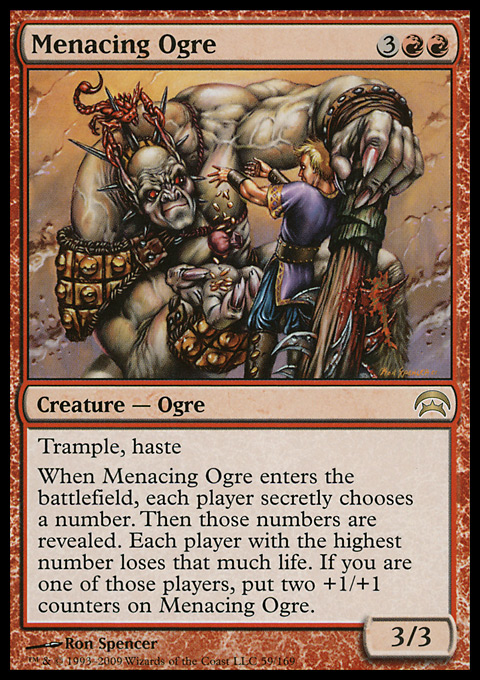 Menacing Ogre 3
Creature — Ogre
Trample, haste
When Menacing Ogre enters the
battlefield, each player secretly chooses
a number. Then those numbers are
revealed. Each player with the highest
number loses that much life. If you are
one of those players, put two +1/+1
counters on Menacing Ogre.
Ron Spencer
3/3
™ & © 1993–2009 Wizards of the Coast LLC 59/169